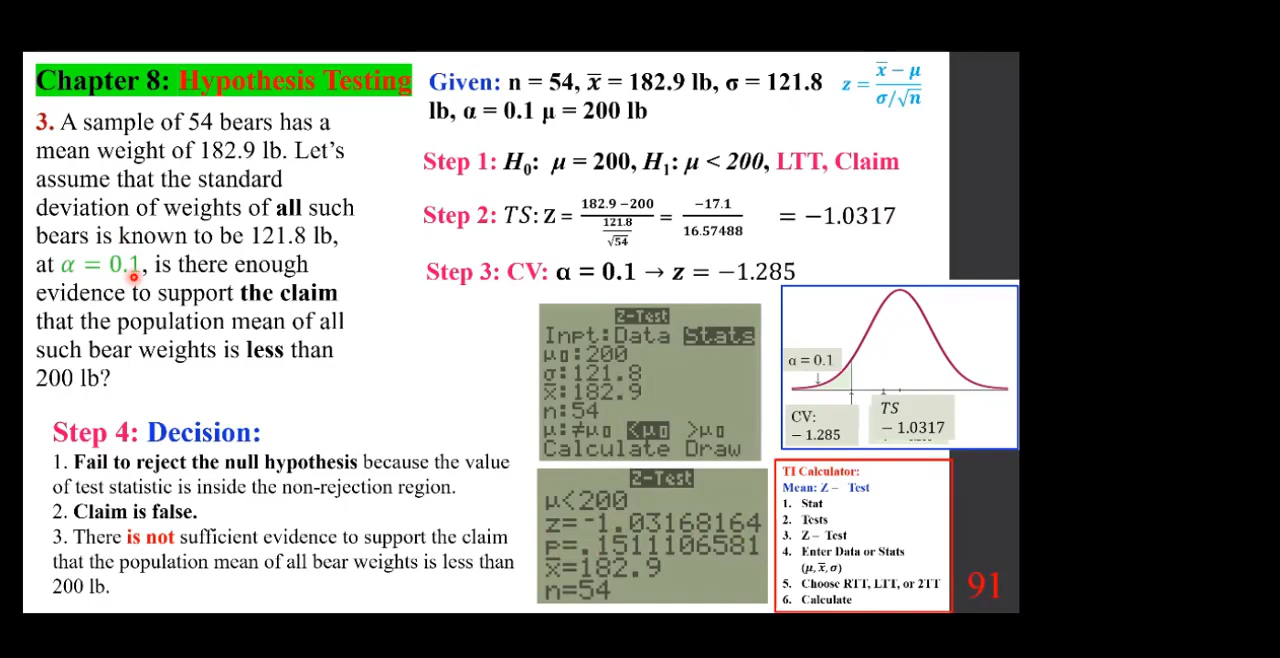 Chapter 8: Hypothesis Testing
3. A sample of 54 bears has a
mean weight of 182.9 lb. Let's
assume that the standard
deviation of weights of all such
bears is known to be 121.8 lb,
at α = 0.1, is there enough
evidence to support the claim
that the population mean of all
such bear weights is less than
200 lb?
Given: n = 54, x̅ = 182.9 lb, σ = 121.8
lb, α = 0.1 μ = 200 lb
z = x̅ − μ / σ/√n
Step 1: H₀: μ = 200, H₁: μ < 200, LTT, Claim
Step 2: TS: Z = 182.9 −200 / 121.8/√54 = −17.1 / 16.57488 = −1.0317
Step 3: CV: α = 0.1 → z = −1.285
Z-Test
Inpt:Data Stats
μ0:200
σ:121.8
x̅:182.9
n:54
μ:≠μ0 <μ0 >μ0
Calculate Draw
Z-Test
μ<200
z=-1.03168164
p=.1511106581
x̅=182.9
n=54
α = 0.1
CV:
− 1.285
TS
− 1.0317
Step 4: Decision:
1. Fail to reject the null hypothesis because the value
of test statistic is inside the non-rejection region.
2. Claim is false.
3. There is not sufficient evidence to support the claim
that the population mean of all bear weights is less than
200 lb.
TI Calculator:
Mean: Z − Test
1. Stat
2. Tests
3. Z − Test
4. Enter Data or Stats
(μ, x̅, σ)
5. Choose RTT, LTT, or 2TT
6. Calculate
91